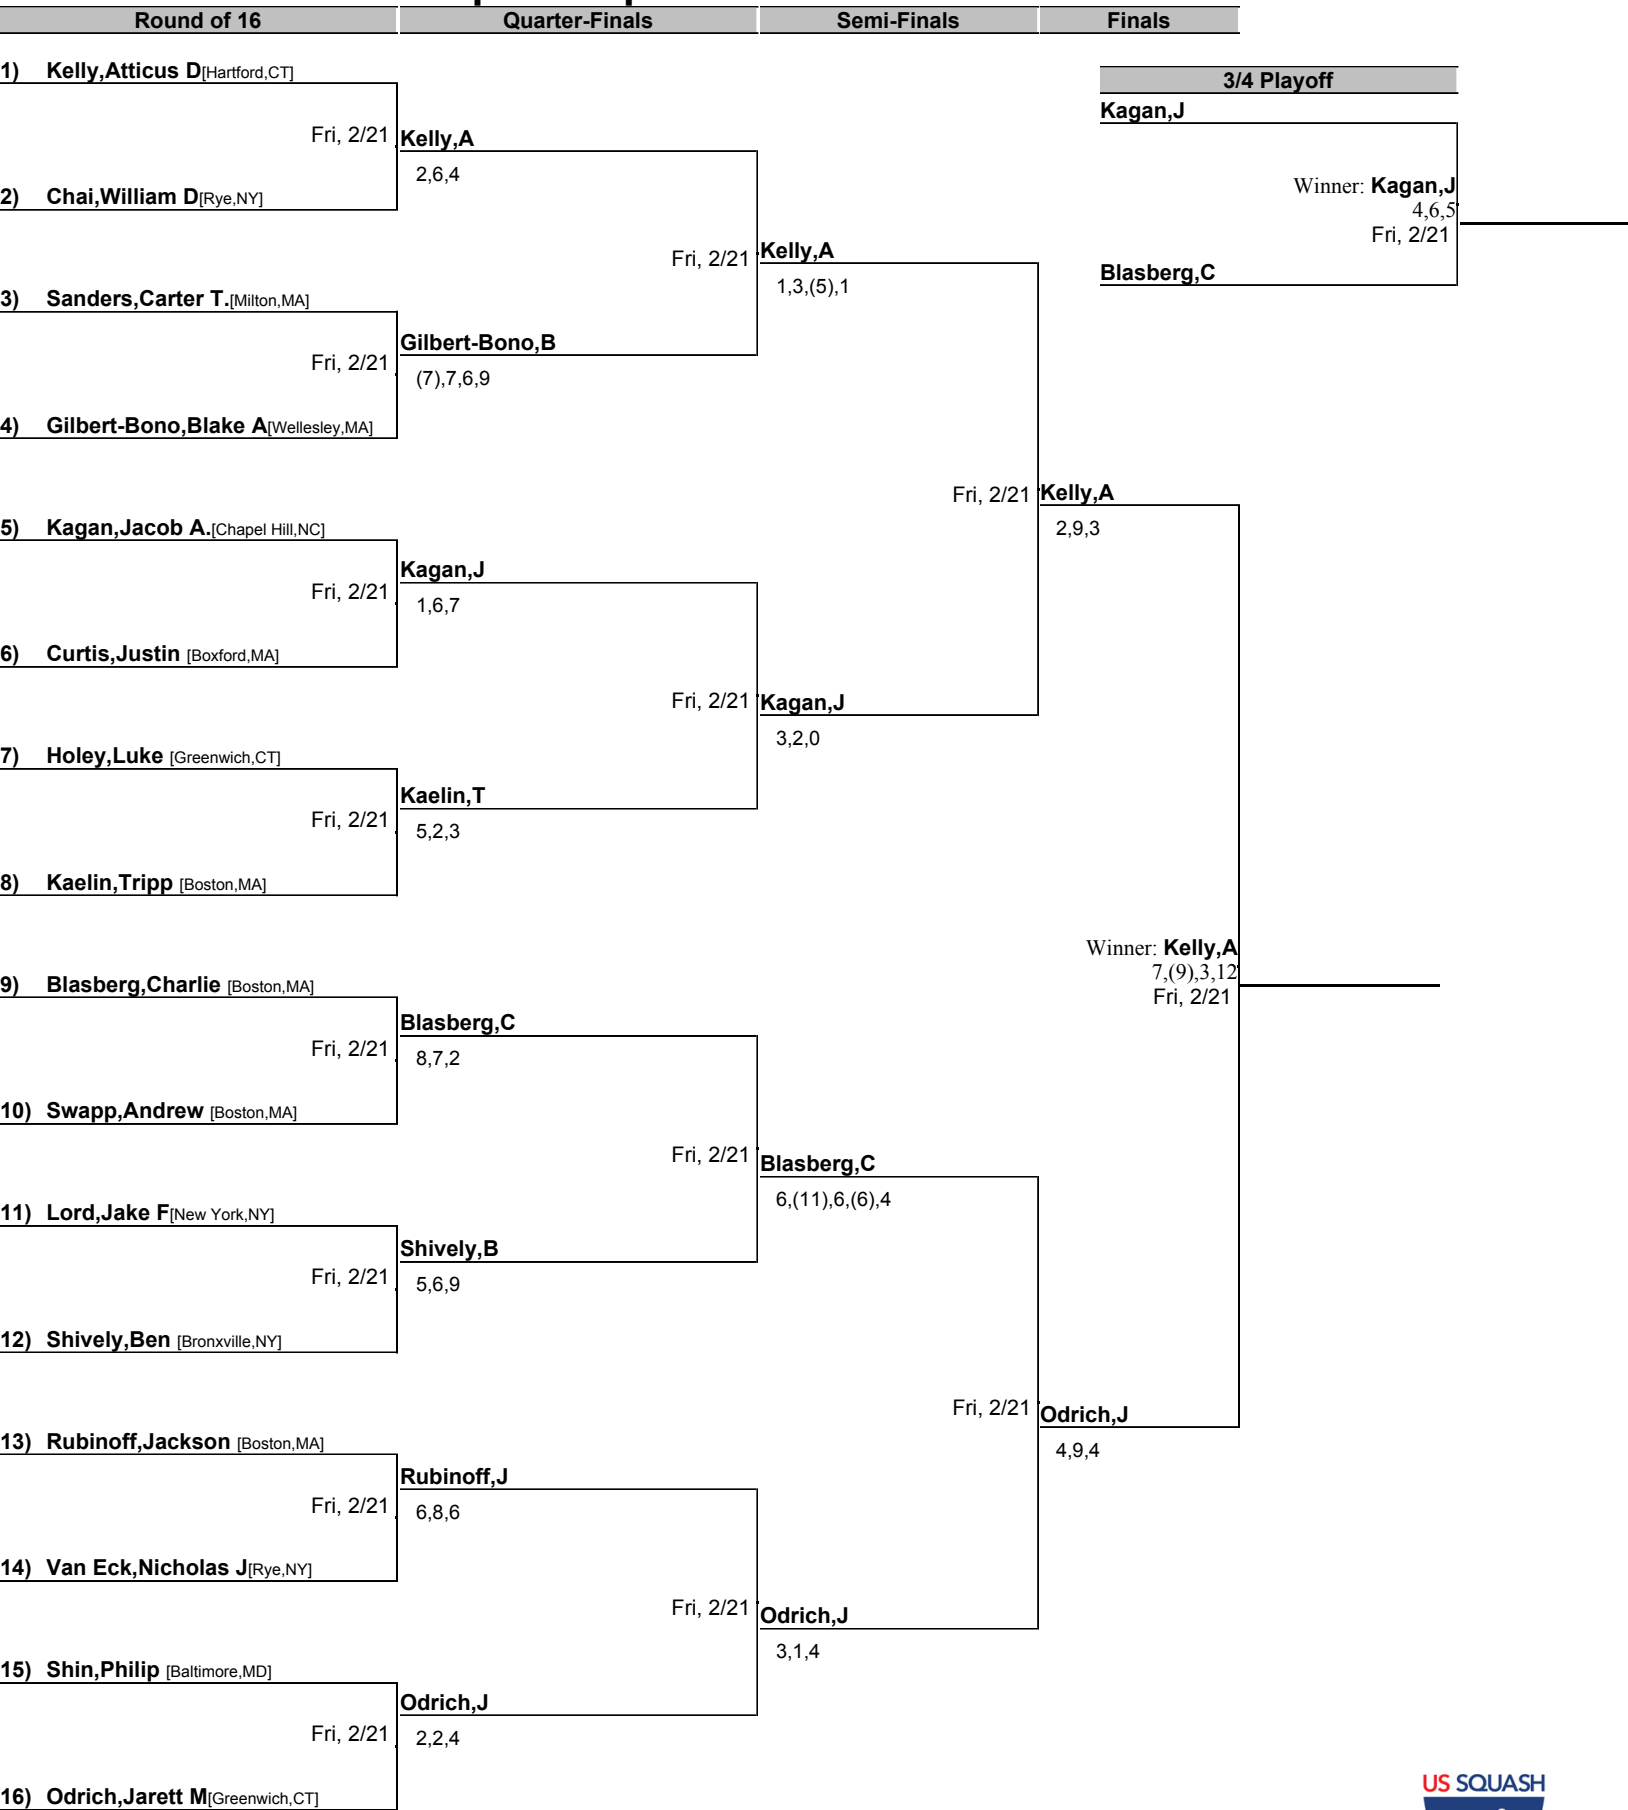 Round of 16 Quarter-Finals Semi-Finals Finals
1) Kelly,Atticus D[Hartford,CT]
3/4 Playoff
Kagan,J
Fri, 2/21 Kelly,A
2,6,4
Winner: Kagan,J
2) Chai,William D[Rye,NY]
4,6,5
Fri, 2/21
Fri, 2/21 Kelly,A
Blasberg,C
1,3,(5),1
3) Sanders,Carter T.[Milton,MA]
Gilbert-Bono,B
Fri, 2/21
(7),7,6,9
4) Gilbert-Bono,Blake A[Wellesley,MA]
Fri, 2/21 Kelly,A
2,9,3
5) Kagan,Jacob A.[Chapel Hill,NC]
Kagan,J
Fri, 2/21
1,6,7
6) Curtis,Justin [Boxford,MA]
Fri, 2/21 Kagan,J
3,2,0
7) Holey,Luke [Greenwich,CT]
Kaelin,T
Fri, 2/21
5,2,3
8) Kaelin,Tripp [Boston,MA]
Winner: Kelly,A
7,(9),3,12
Fri, 2/21
9) Blasberg,Charlie [Boston,MA]
Blasberg,C
Fri, 2/21
8,7,2
10) Swapp,Andrew [Boston,MA]
Fri, 2/21 Blasberg,C
6,(11),6,(6),4
11) Lord,Jake F[New York,NY]
Shively,B
Fri, 2/21
5,6,9
12) Shively,Ben [Bronxville,NY]
Fri, 2/21 Odrich,J
4,9,4
13) Rubinoff,Jackson [Boston,MA]
Rubinoff,J
Fri, 2/21
6,8,6
14) Van Eck,Nicholas J[Rye,NY]
Fri, 2/21 Odrich,J
3,1,4
15) Shin,Philip [Baltimore,MD]
Odrich,J
Fri, 2/21
2,2,4
16) Odrich,Jarett M[Greenwich,CT]
US SQUASH